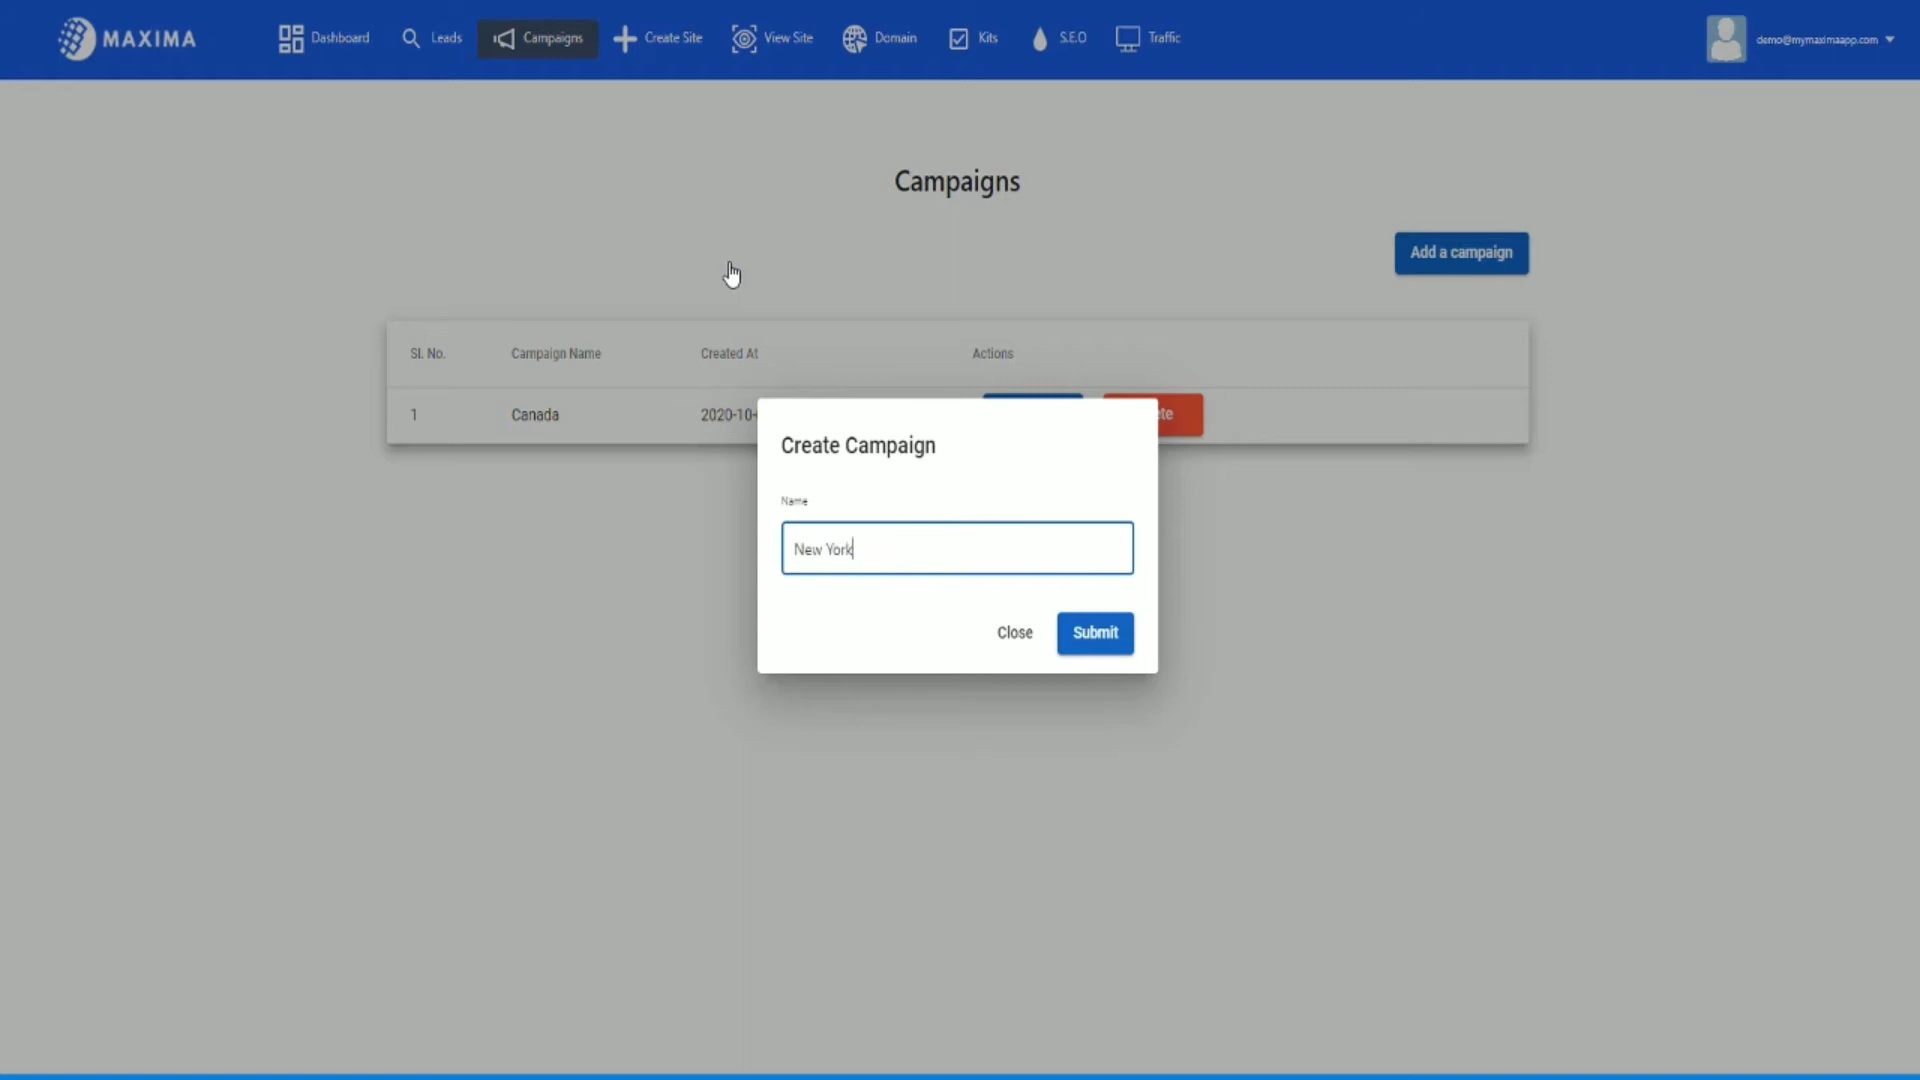 MAXIMA
Dashboard Leads Campaigns Create Site View Site Domain Kits S.E.O Traffic demo@mymaximaapp.com
Campaigns
Add a campaign
Sl. No. Campaign Name Created At Actions
1 Canada 2020-10-
Create Campaign
Name
New York
Close Submit